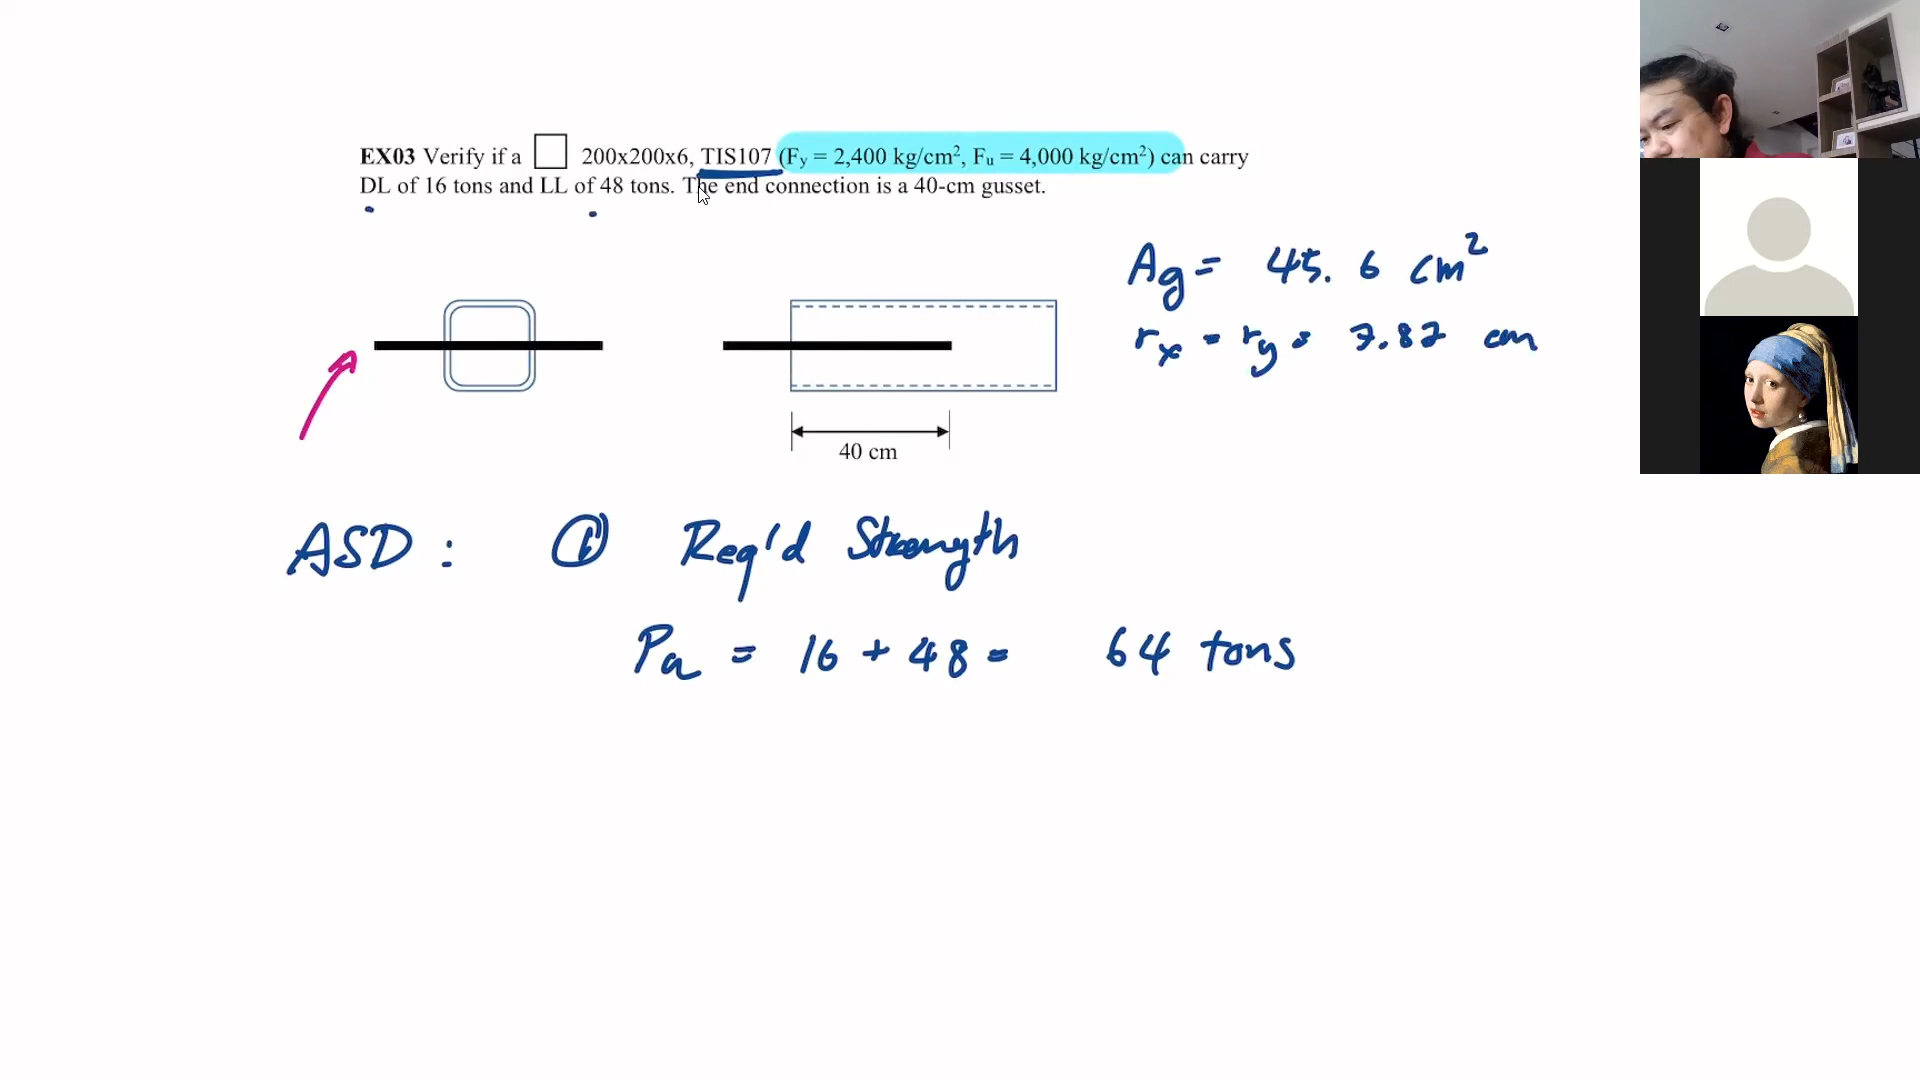 EX03 Verify if a 200x200x6, TIS107 (Fy = 2,400 kg/cm², Fu = 4,000 kg/cm²) can carry
DL of 16 tons and LL of 48 tons. The end connection is a 40-cm gusset.
Ag = 45.6 cm²
rx = ry = 7.87 cm
40 cm
ASD : ① Req'd Strength
Pa = 16 + 48 = 64 tons